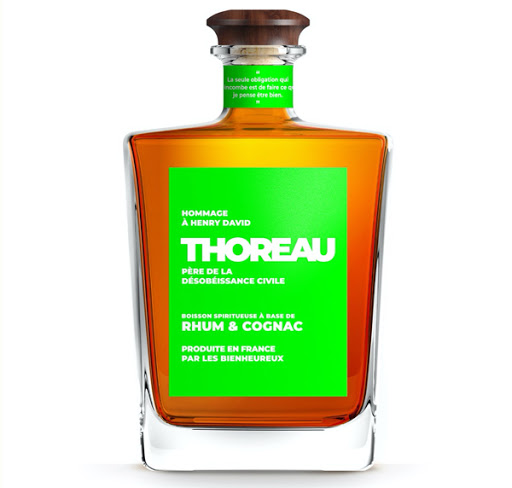 La seule obligation qui
incombe est de faire ce q
je pense être bien.
HOMMAGE
À HENRY DAVID
THOREAU
PÈRE DE LA
DÉSOBÉISSANCE CIVILE
BOISSON SPIRITUEUSE À BASE DE
RHUM & COGNAC
PRODUITE EN FRANCE
PAR LES BIENHEUREUX